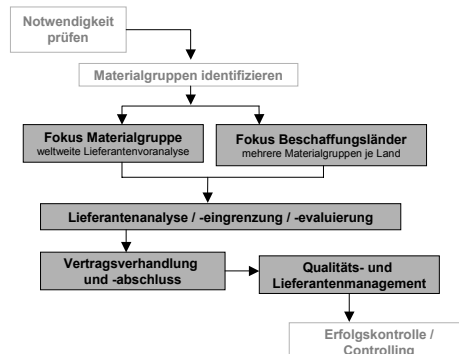 Notwendigkeit
prüfen
Materialgruppen identifizieren
Fokus Materialgruppe
weltweite Lieferantenvoranalyse
Fokus Beschaffungsländer
mehrere Materialgruppen je Land
Lieferantenanalyse / -eingrenzung / -evaluierung
Vertragsverhandlung
und -abschluss
Qualitäts- und
Lieferantenmanagement
Erfolgskontrolle /
Controlling